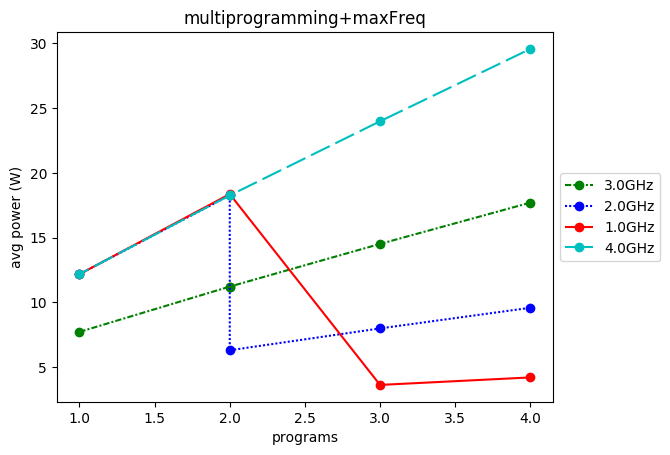 multiprogramming+maxFreq
avg power (W)
30
25
20
15
10
5
1.0 1.5 2.0 2.5 3.0 3.5 4.0
programs
3.0GHz
2.0GHz
1.0GHz
4.0GHz